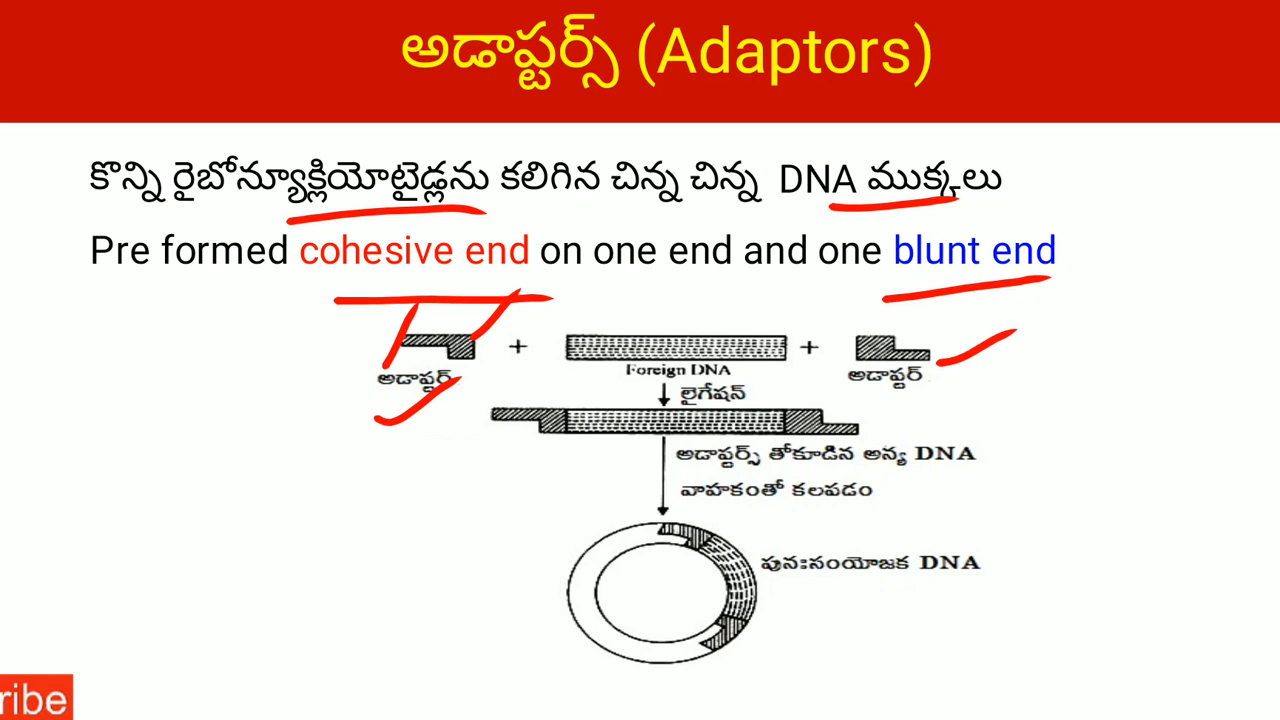 అడాప్టర్స్ (Adaptors)
కొన్ని రైబోన్యూక్లియోటైడ్లను కలిగిన చిన్న చిన్న DNA ముక్కలు
Pre formed cohesive end on one end and one blunt end
+ +
అడాప్టర్ Foreign DNA అడాప్టర్
లైగేషన్
అడాప్టర్స్ తోకూడిన అన్య DNA
వాహకంతో కలపడం
పునఃసంయోజక DNA
ribe